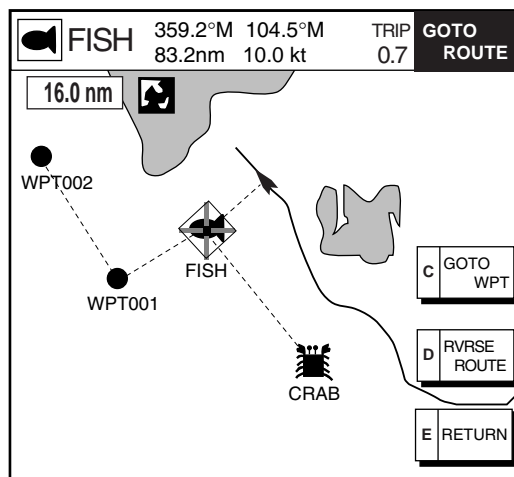 FISH 359.2°M 104.5°M TRIP GOTO
83.2nm 10.0 kt 0.7 ROUTE
16.0 nm
WPT002
FISH
WPT001
CRAB
C GOTO
WPT
D RVRSE
ROUTE
E RETURN